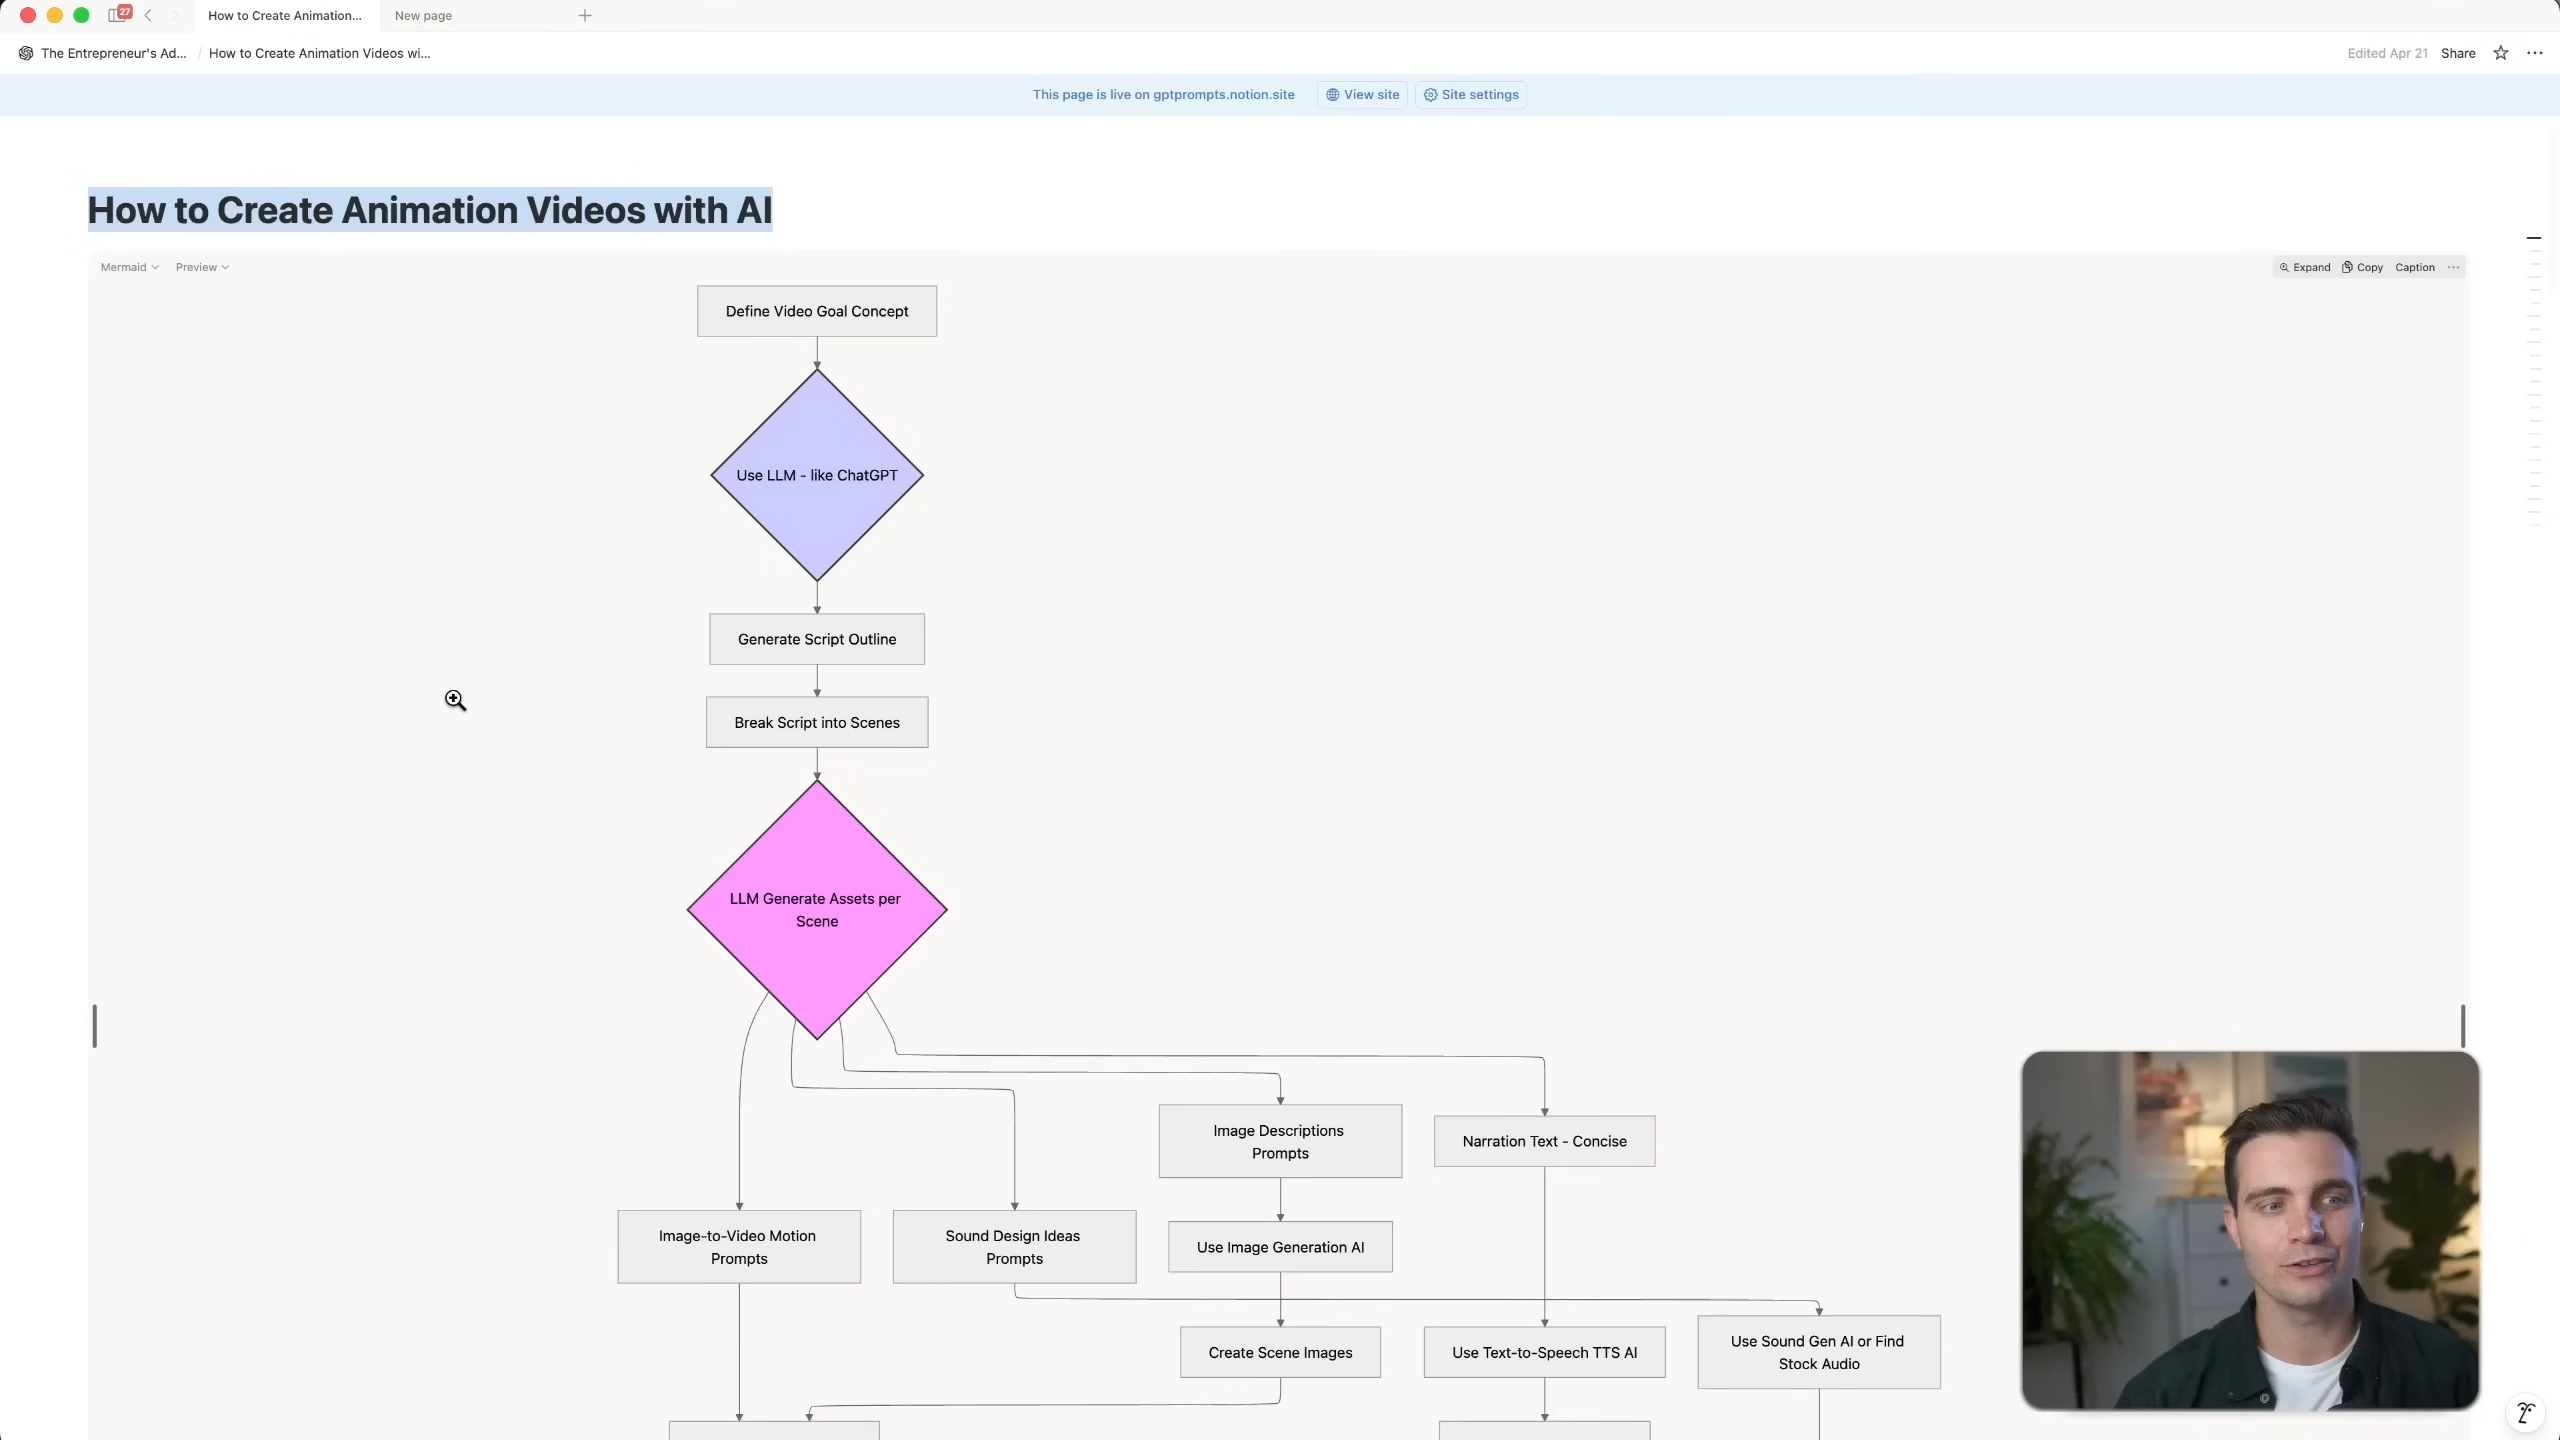 27
How to Create Animation...
New page
The Entrepreneur's Ad... / How to Create Animation Videos wi...
Edited Apr 21
Share
This page is live on gptprompts.notion.site
View site
Site settings
How to Create Animation Videos with AI
Mermaid
Preview
Expand
Copy
Caption
Define Video Goal Concept
Use LLM - like ChatGPT
Generate Script Outline
Break Script into Scenes
LLM Generate Assets per
Scene
Image Descriptions
Prompts
Narration Text - Concise
Image-to-Video Motion
Prompts
Sound Design Ideas
Prompts
Use Image Generation AI
Create Scene Images
Use Text-to-Speech TTS AI
Use Sound Gen AI or Find
Stock Audio